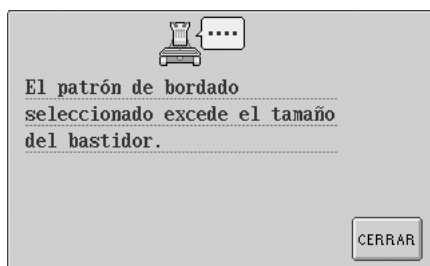 ....
El patrón de bordado
seleccionado excede el tamaño
del bastidor.
CERRAR